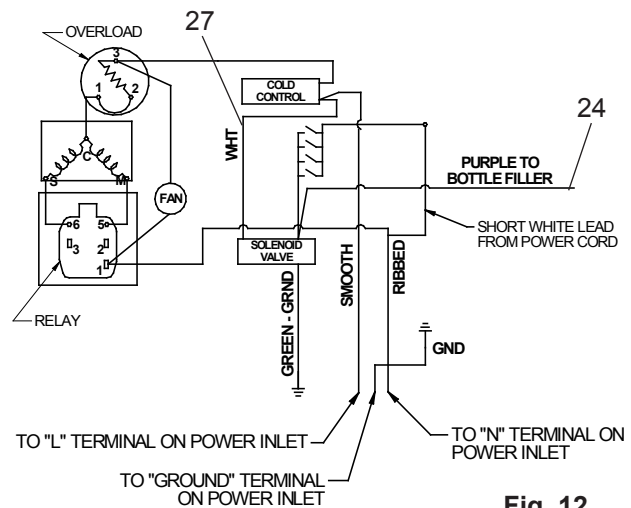 27
OVERLOAD
3
1
2
COLD
CONTROL
24
WHT
PURPLE TO
BOTTLE FILLER
C
S
M
FAN
SHORT WHITE LEAD
FROM POWER CORD
6
5
3
2
1
SOLENOID
VALVE
SMOOTH
RIBBED
GREEN - GRND
RELAY
GND
TO "L" TERMINAL ON POWER INLET
TO "N" TERMINAL ON
POWER INLET
TO "GROUND" TERMINAL
ON POWER INLET
Fig. 12